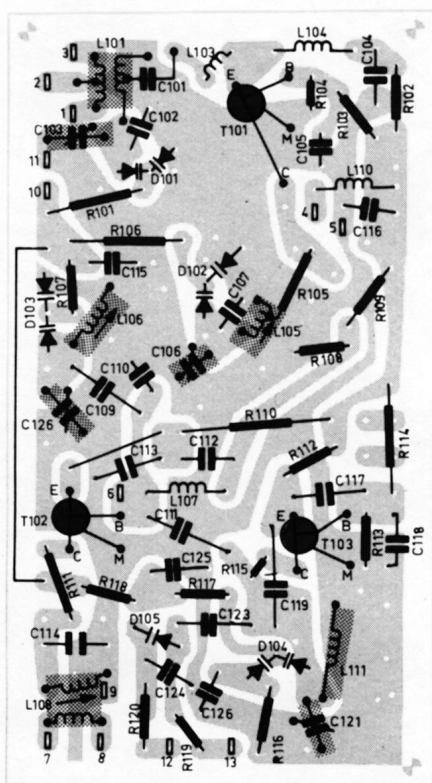 L104
3
L101
L103
C104
E
B
2
C101
R104
R102
C102
T101
R103
1
C103
M
C105
11
D101
C
L110
10
4
C116
R101
5
R106
D102
C115
R107
C107
R105
D103
L106
L105
R109
C106
R108
C110
C109
C126
R110
R114
C112
R112
C113
E
6
L107
C117
B
E
B
T102
C111
T103
R113
C118
C
M
C125
R115
C
M
R111
R118
R117
C119
D105
C123
C114
D104
L111
9
C124
L108
C126
R120
C121
R119
R116
7
8
12
13